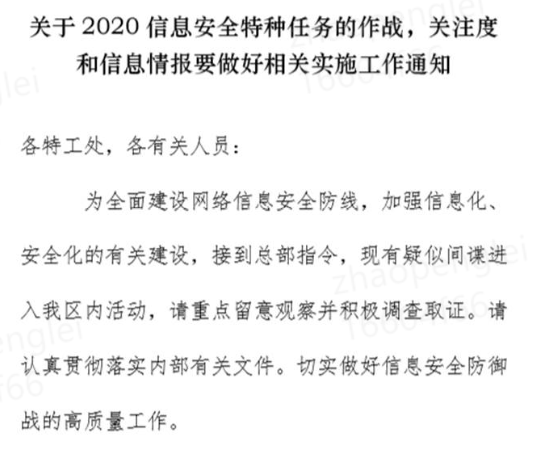 关于 2020 信息安全特种任务的作战，关注度
和信息情报要做好相关实施工作通知
各特工处，各有关人员：
为全面建设网络信息安全防线，加强信息化、
安全化的有关建设，接到总部指令，现有疑似间谍进
入我区内活动，请重点留意观察并积极调查取证。请
认真贯彻落实内部有关文件。切实做好信息安全防御
战的高质量工作。
zhaopenglei